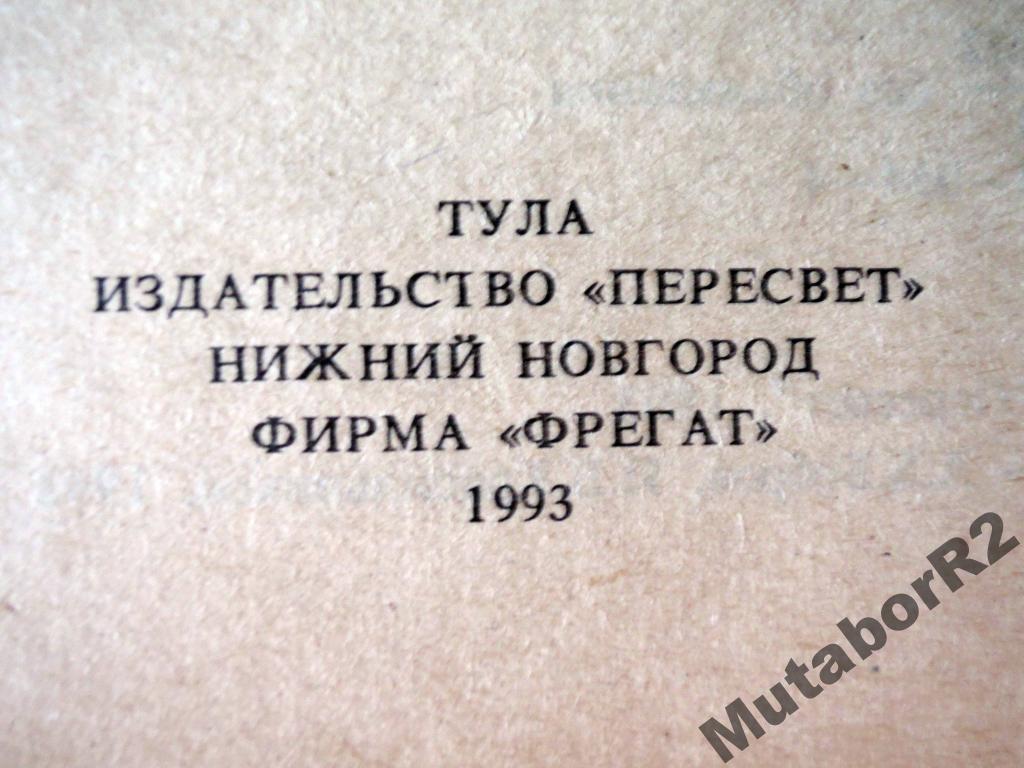 ТУЛА
ИЗДАТЕЛЬСТВО «ПЕРЕСВЕТ»
НИЖНИЙ НОВГОРОД
ФИРМА «ФРЕГАТ»
1993
MutaborR2